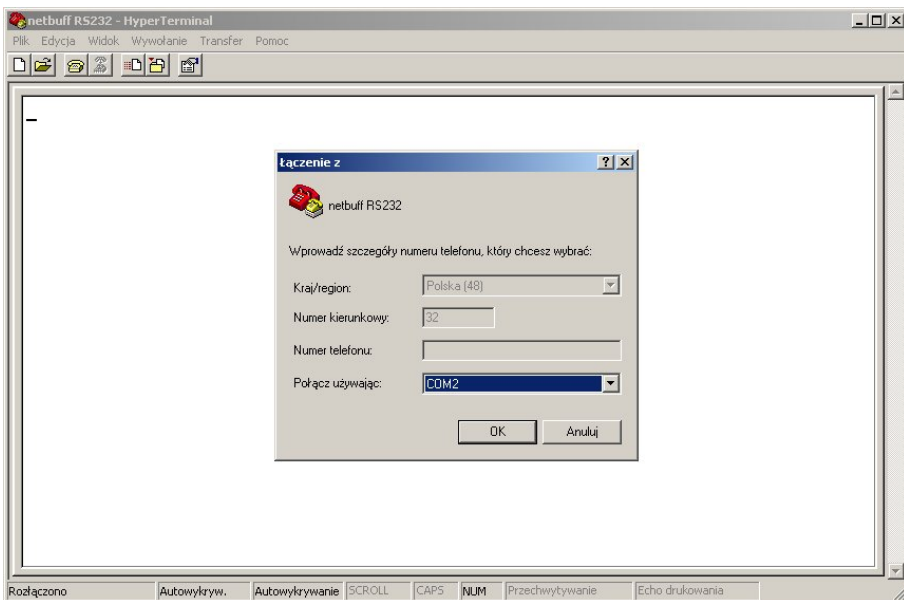 netbuff RS232 - HyperTerminal
Plik Edycja Widok Wywołanie Transfer Pomoc
Łączenie z
netbuff RS232
Wprowadź szczegóły numeru telefonu, który chcesz wybrać:
Kraj/region: Polska (48)
Numer kierunkowy: 32
Numer telefonu:
Połącz używając: COM2
OK Anuluj
Rozłączono Autowykryw. Autowykrywanie SCROLL CAPS NUM Przechwytywanie Echo drukowania